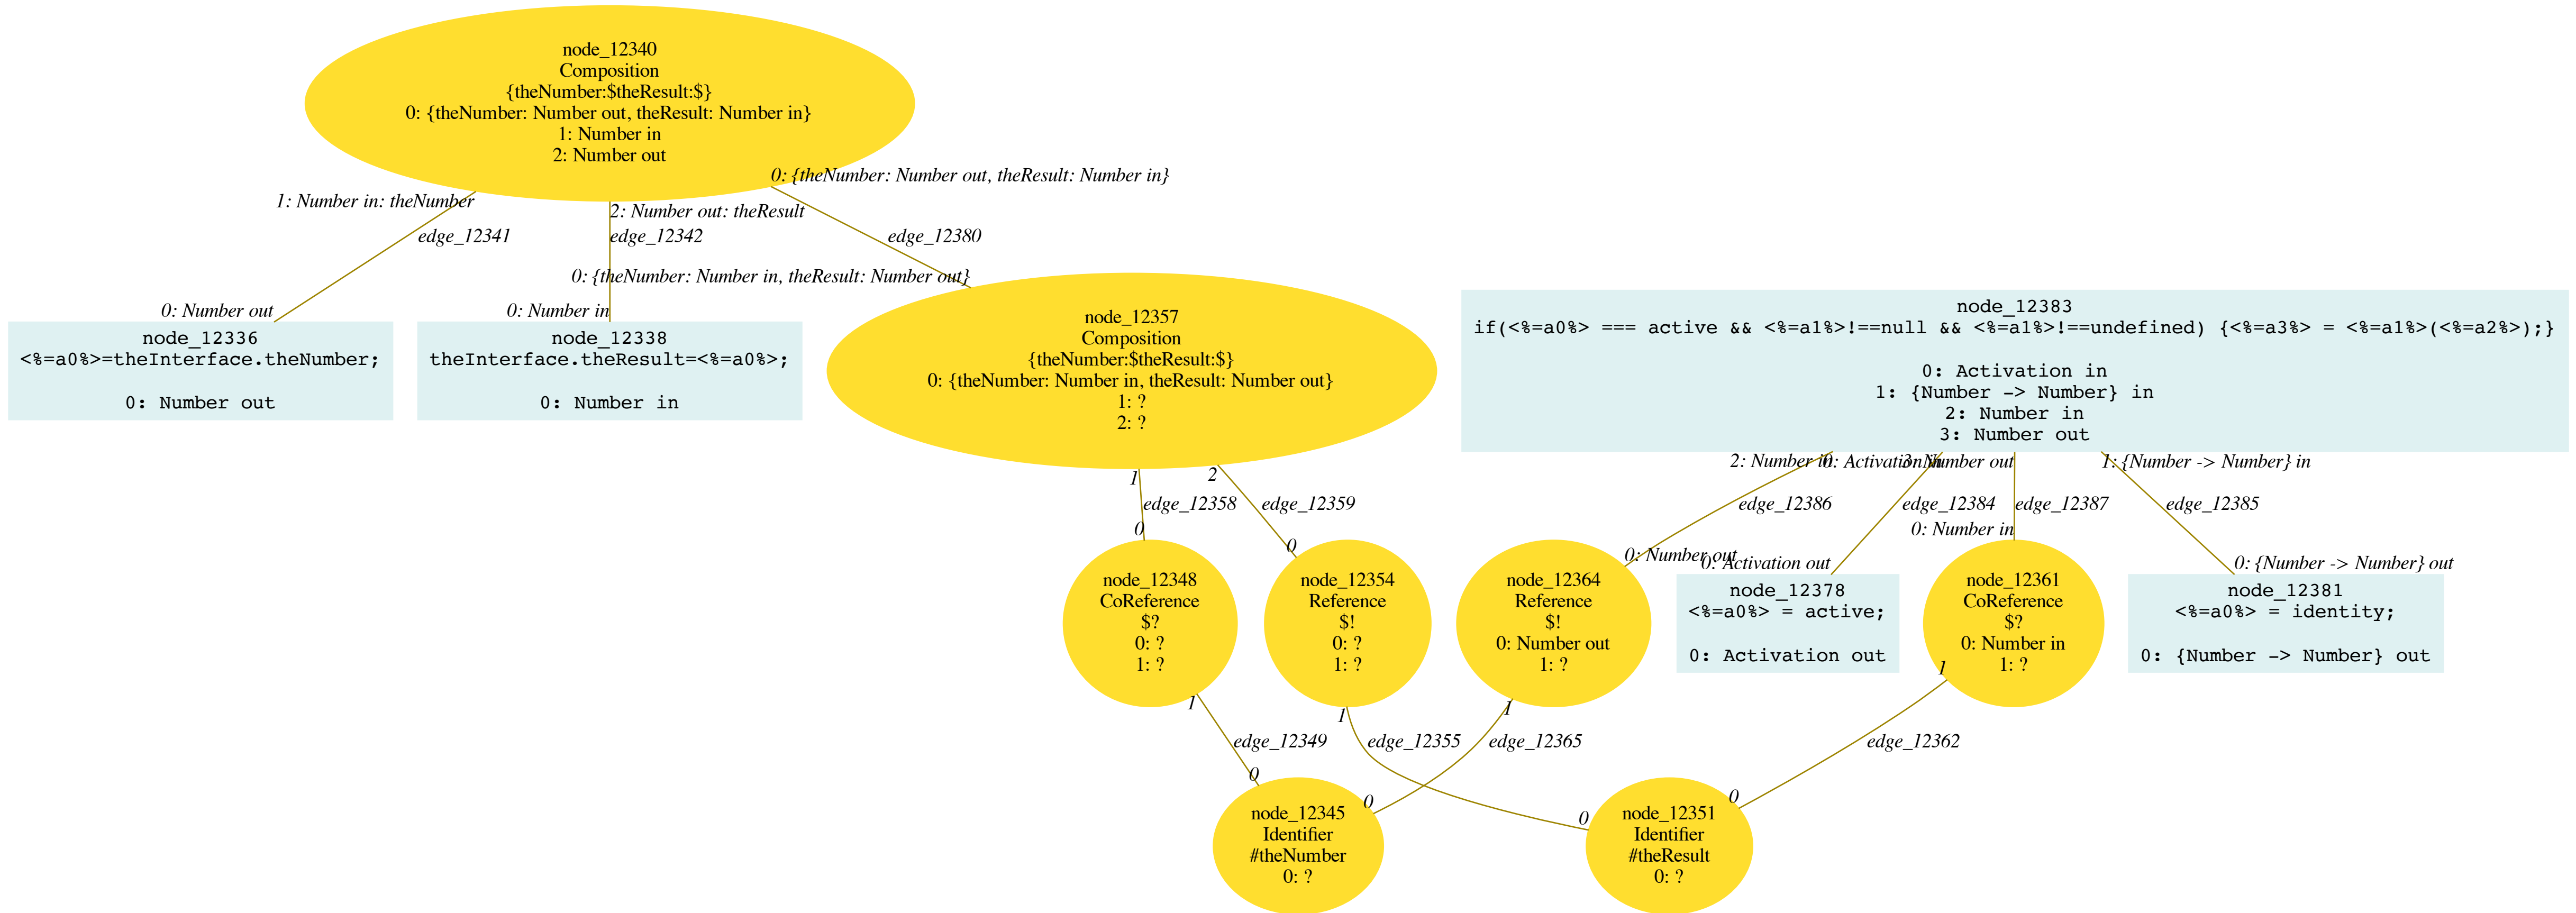 node_12340
Composition
{theNumber:$theResult:$}
0: {theNumber: Number out, theResult: Number in}
1: Number in
2: Number out
0: {theNumber: Number out, theResult: Number in}
1: Number in: theNumber
2: Number out: theResult
edge_12341
edge_12342
edge_12380
0: {theNumber: Number in, theResult: Number out}
0: Number out
0: Number in
node_12336
<%=a0%>=theInterface.theNumber;
0: Number out
node_12338
theInterface.theResult=<%=a0%>;
0: Number in
node_12357
Composition
{theNumber:$theResult:$}
0: {theNumber: Number in, theResult: Number out}
1: ?
2: ?
node_12383
if(<%=a0%> === active && <%=a1%>!==null && <%=a1%>!==undefined) {<%=a3%> = <%=a1%>(<%=a2%>);}
0: Activation in
1: {Number -> Number} in
2: Number in
3: Number out
1
2
2: Number in
0: Activation in
3: Number out
1: {Number -> Number} in
edge_12358
edge_12359
edge_12386
edge_12384
edge_12387
edge_12385
0
0
0: Number out
0: Activation out
0: Number in
0: {Number -> Number} out
node_12348
CoReference
$?
0: ?
1: ?
node_12354
Reference
$!
0: ?
1: ?
node_12364
Reference
$!
0: Number out
1: ?
node_12378
<%=a0%> = active;
0: Activation out
node_12361
CoReference
$?
0: Number in
1: ?
node_12381
<%=a0%> = identity;
0: {Number -> Number} out
1
1
1
1
edge_12349
edge_12355
edge_12365
edge_12362
0
0
0
0
node_12345
Identifier
#theNumber
0: ?
node_12351
Identifier
#theResult
0: ?